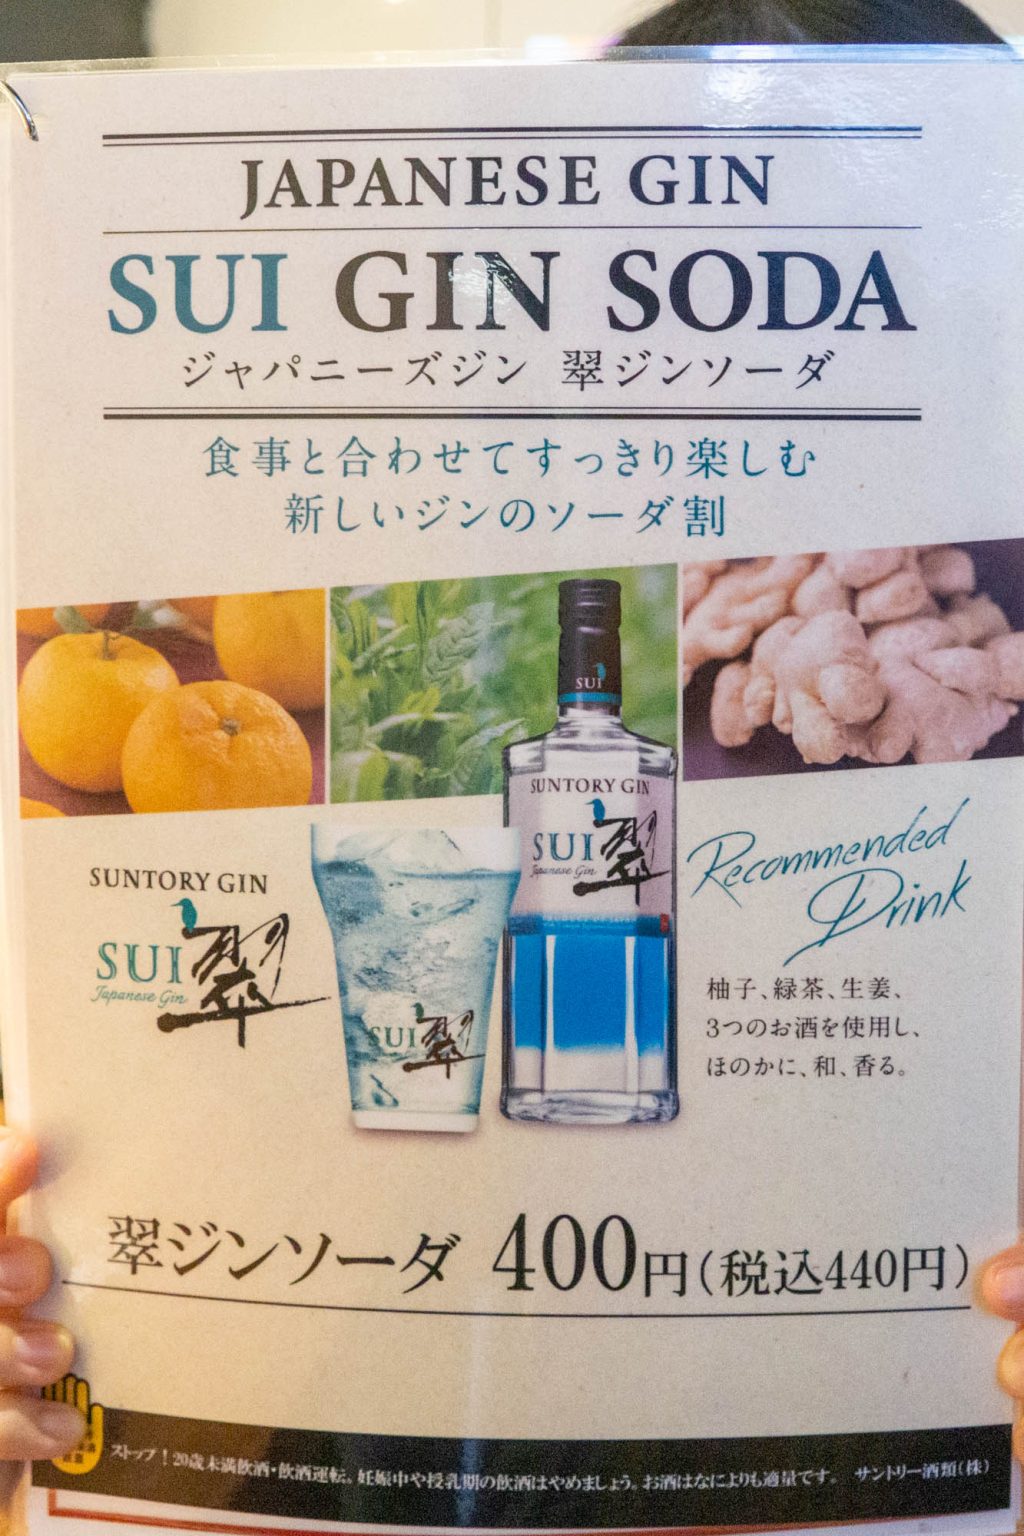 JAPANESE GIN
SUI GIN SODA
ジャパニーズジン 翠ジンソーダ
食事と合わせてすっきり楽しむ
新しいジンのソーダ割
SUI
SUNTORY GIN
SUI 翠
Japanese Gin
SUNTORY GIN
SUI 翠
Japanese Gin
SUI 翠
Recommended
Drink
柚子、緑茶、生姜、
3つのお酒を使用し、
ほのかに、和、香る。
翠ジンソーダ 400円(税込440円)
ストップ!20歳未満飲酒・飲酒運転。妊娠中や授乳期の飲酒はやめましょう。お酒はなによりも適量です。 サントリー酒類(株)